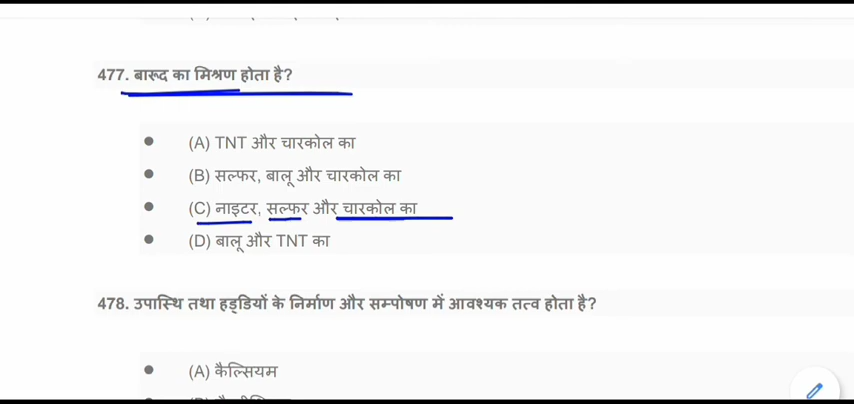 477. बारूद का मिश्रण होता है?
(A) TNT और चारकोल का
(B) सल्फर, बालू और चारकोल का
(C) नाइटर, सल्फर और चारकोल का
(D) बालू और TNT का
478. उपास्थि तथा हड्डियों के निर्माण और सम्पोषण में आवश्यक तत्व होता है?
(A) कैल्सियम